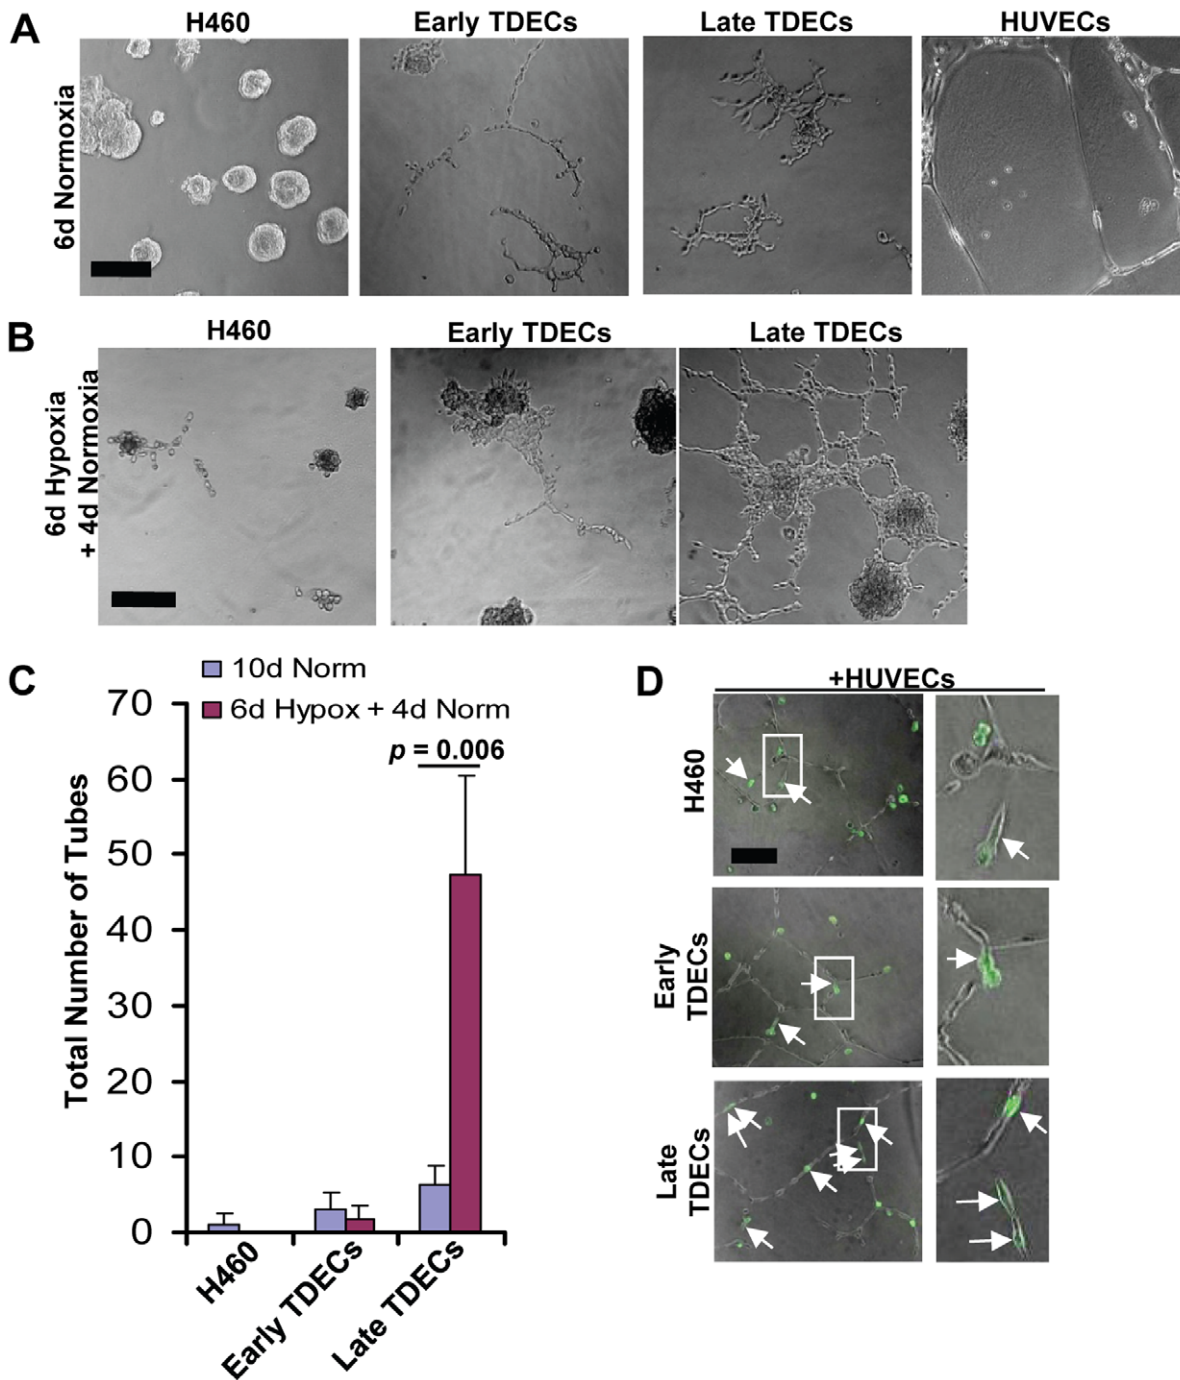 A
H460
Early TDECs
Late TDECs
HUVECs
6d Normoxia
B
H460
Early TDECs
Late TDECs
6d Hypoxia
+ 4d Normoxia
C
10d Norm
6d Hypox + 4d Norm
p = 0.006
Total Number of Tubes
70
60
50
40
30
20
10
0
H460
Early TDECs
Late TDECs
D
+HUVECs
H460
Early
TDECs
Late
TDECs